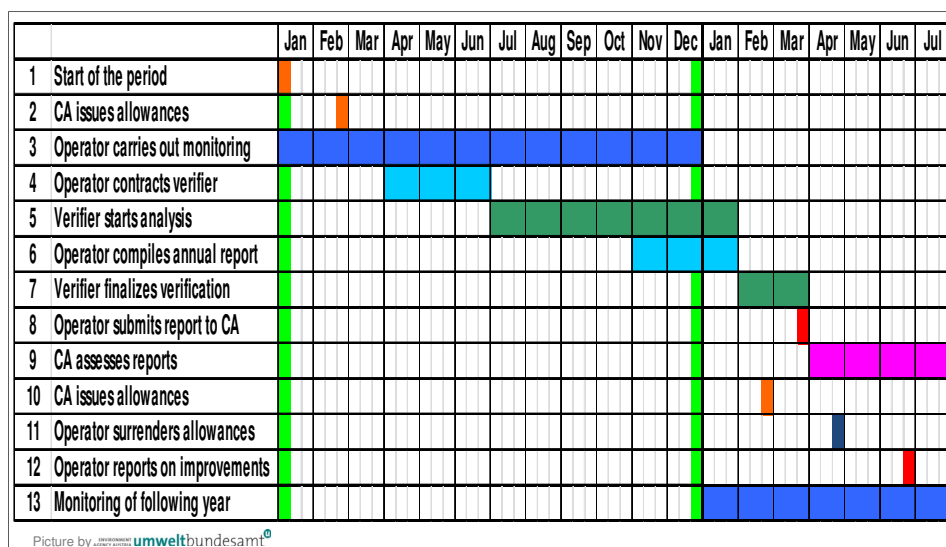 Jan Feb Mar Apr May Jun Jul Aug Sep Oct Nov Dec Jan Feb Mar Apr May Jun Jul
1 Start of the period
2 CA issues allowances
3 Operator carries out monitoring
4 Operator contracts verifier
5 Verifier starts analysis
6 Operator compiles annual report
7 Verifier finalizes verification
8 Operator submits report to CA
9 CA assesses reports
10 CA issues allowances
11 Operator surrenders allowances
12 Operator reports on improvements
13 Monitoring of following year
Picture by ENVIRONMENT AGENCY AUSTRIA umweltbundesamt